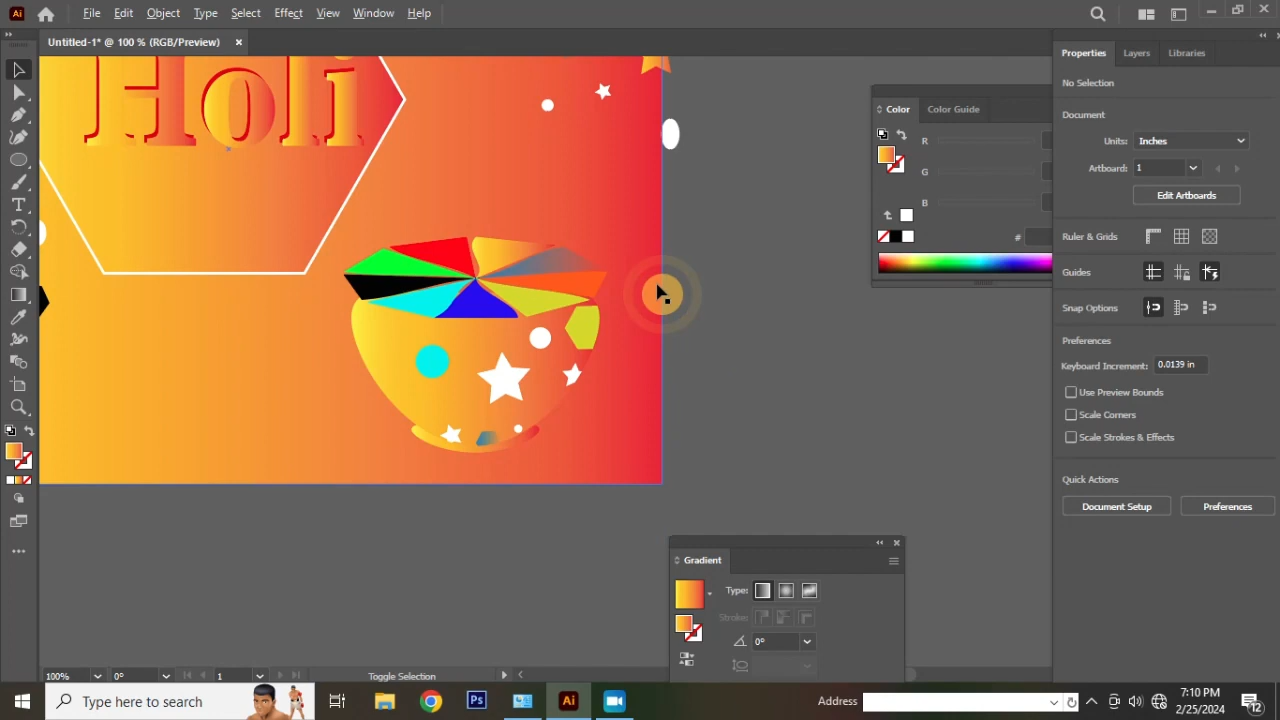 Ai
File Edit Object Type Select Effect View Window Help
Untitled-1* @ 100 % (RGB/Preview)
Holi
Color Color Guide
R
G
B
#
Properties Layers Libraries
No Selection
Document
Units: Inches
Artboard: 1
Edit Artboards
Ruler & Grids
Guides
Snap Options
Preferences
Keyboard Increment: 0.0139 in
Use Preview Bounds
Scale Corners
Scale Strokes & Effects
Quick Actions
Document Setup Preferences
Gradient
Type:
Stroke:
0°
100% 0° 1 Toggle Selection
Type here to search
Ps
Ai
Address
7:10 PM
2/25/2024
12